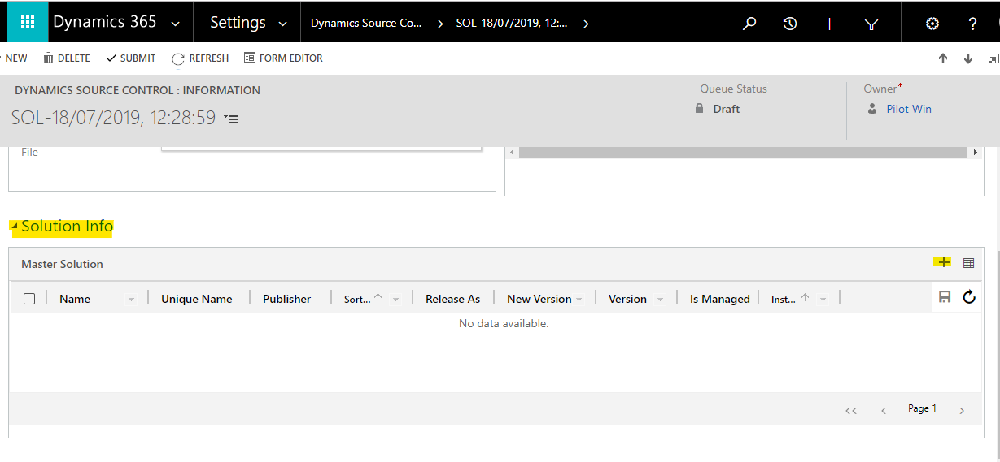 Dynamics 365 Settings Dynamics Source Co... SOL-18/07/2019, 12:... ?
NEW DELETE SUBMIT REFRESH FORM EDITOR
DYNAMICS SOURCE CONTROL : INFORMATION
SOL-18/07/2019, 12:28:59
Queue Status
Draft
Owner*
Pilot Win
File
Solution Info
Master Solution
Name Unique Name Publisher Sort... Release As New Version Version Is Managed Inst...
No data available.
Page 1